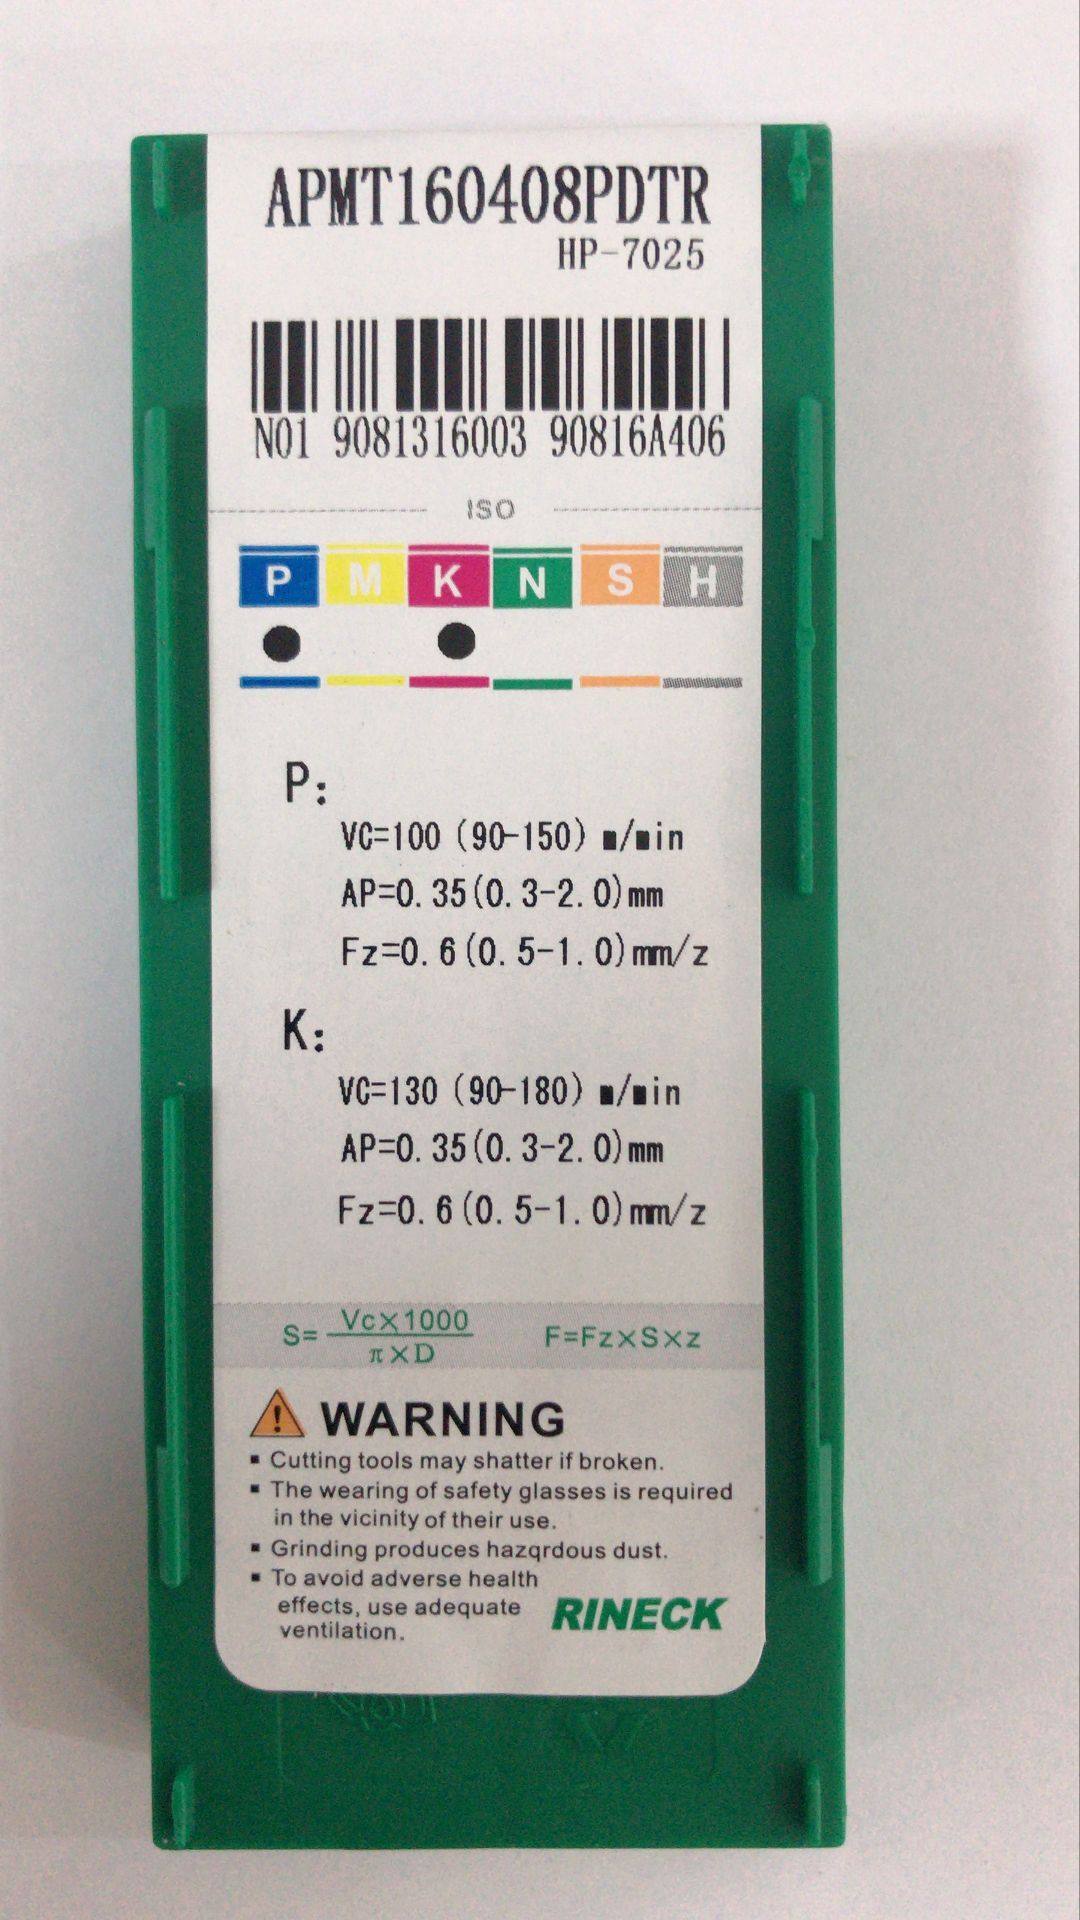 APMT160408PDTR
HP-7025
N01 9081316003 90816A406
ISO
P M K N S H
P:
VC=100 (90-150) m/min
AP=0.35(0.3-2.0)mm
Fz=0.6(0.5-1.0)mm/z
K:
VC=130 (90-180) m/min
AP=0.35(0.3-2.0)mm
Fz=0.6(0.5-1.0)mm/z
S= Vc×1000 / π×D F=Fz×S×z
WARNING
▪ Cutting tools may shatter if broken.
▪ The wearing of safety glasses is required
in the vicinity of their use.
▪ Grinding produces hazqrdous dust.
▪ To avoid adverse health
effects, use adequate
ventilation.
RINECK